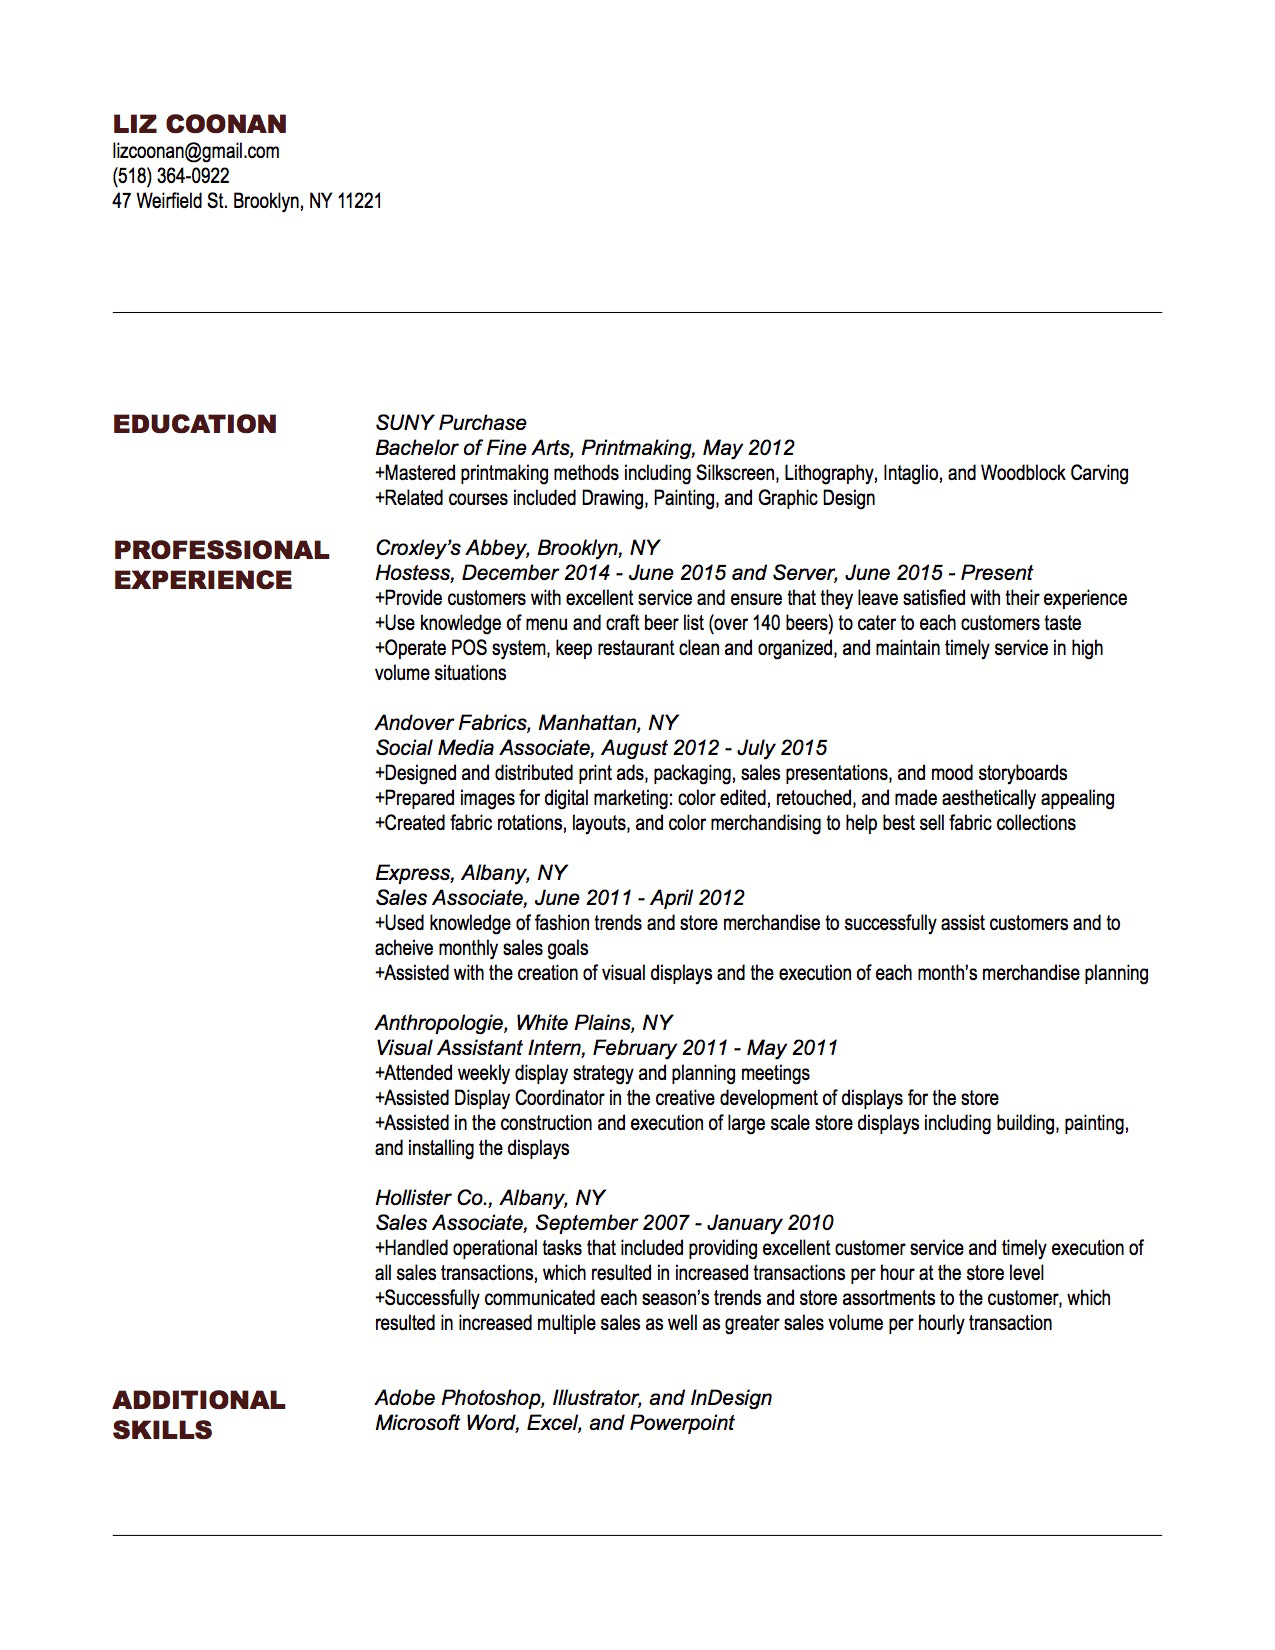 LIZ COONAN
lizcoonan@gmail.com
(518) 364-0922
47 Weirfield St. Brooklyn, NY 11221
EDUCATION
SUNY Purchase
Bachelor of Fine Arts, Printmaking, May 2012
+Mastered printmaking methods including Silkscreen, Lithography, Intaglio, and Woodblock Carving
+Related courses included Drawing, Painting, and Graphic Design
PROFESSIONAL
EXPERIENCE
Croxley’s Abbey, Brooklyn, NY
Hostess, December 2014 - June 2015 and Server, June 2015 - Present
+Provide customers with excellent service and ensure that they leave satisfied with their experience
+Use knowledge of menu and craft beer list (over 140 beers) to cater to each customers taste
+Operate POS system, keep restaurant clean and organized, and maintain timely service in high
volume situations
Andover Fabrics, Manhattan, NY
Social Media Associate, August 2012 - July 2015
+Designed and distributed print ads, packaging, sales presentations, and mood storyboards
+Prepared images for digital marketing: color edited, retouched, and made aesthetically appealing
+Created fabric rotations, layouts, and color merchandising to help best sell fabric collections
Express, Albany, NY
Sales Associate, June 2011 - April 2012
+Used knowledge of fashion trends and store merchandise to successfully assist customers and to
acheive monthly sales goals
+Assisted with the creation of visual displays and the execution of each month’s merchandise planning
Anthropologie, White Plains, NY
Visual Assistant Intern, February 2011 - May 2011
+Attended weekly display strategy and planning meetings
+Assisted Display Coordinator in the creative development of displays for the store
+Assisted in the construction and execution of large scale store displays including building, painting,
and installing the displays
Hollister Co., Albany, NY
Sales Associate, September 2007 - January 2010
+Handled operational tasks that included providing excellent customer service and timely execution of
all sales transactions, which resulted in increased transactions per hour at the store level
+Successfully communicated each season’s trends and store assortments to the customer, which
resulted in increased multiple sales as well as greater sales volume per hourly transaction
ADDITIONAL
SKILLS
Adobe Photoshop, Illustrator, and InDesign
Microsoft Word, Excel, and Powerpoint